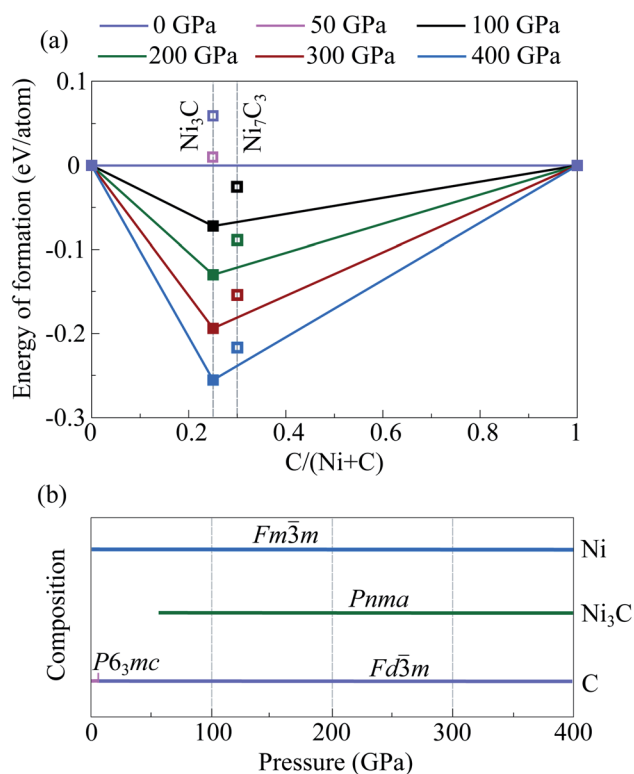 (a)
0 GPa 50 GPa 100 GPa
200 GPa 300 GPa 400 GPa
Energy of formation (eV/atom)
0.1
0
-0.1
-0.2
-0.3
Ni₃C
Ni₇C₃
0 0.2 0.4 0.6 0.8 1
C/(Ni+C)
(b)
Composition
Fm3̅m Ni
Pnma Ni₃C
P6₃mc Fd3̅m C
0 100 200 300 400
Pressure (GPa)